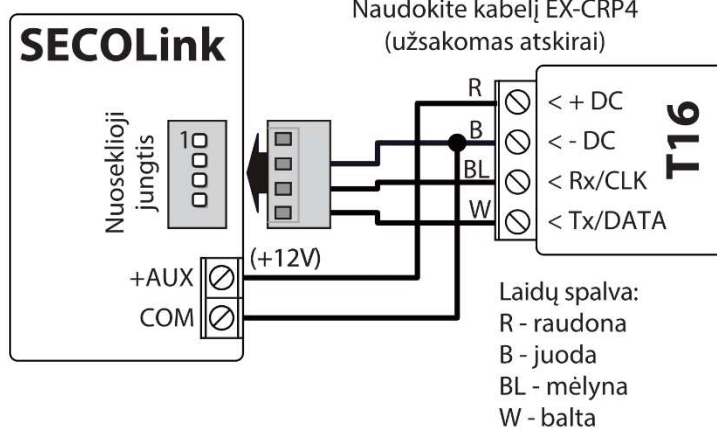 Naudokite kabelį EX-CRP4
(užsakomas atskirai)
SECOLink
Nuoseklioji
jungtis
1
R
B
BL
W
< + DC
< - DC
< Rx/CLK
< Tx/DATA
T16
+AUX
(+12V)
COM
Laidų spalva:
R - raudona
B - juoda
BL - mėlyna
W - balta